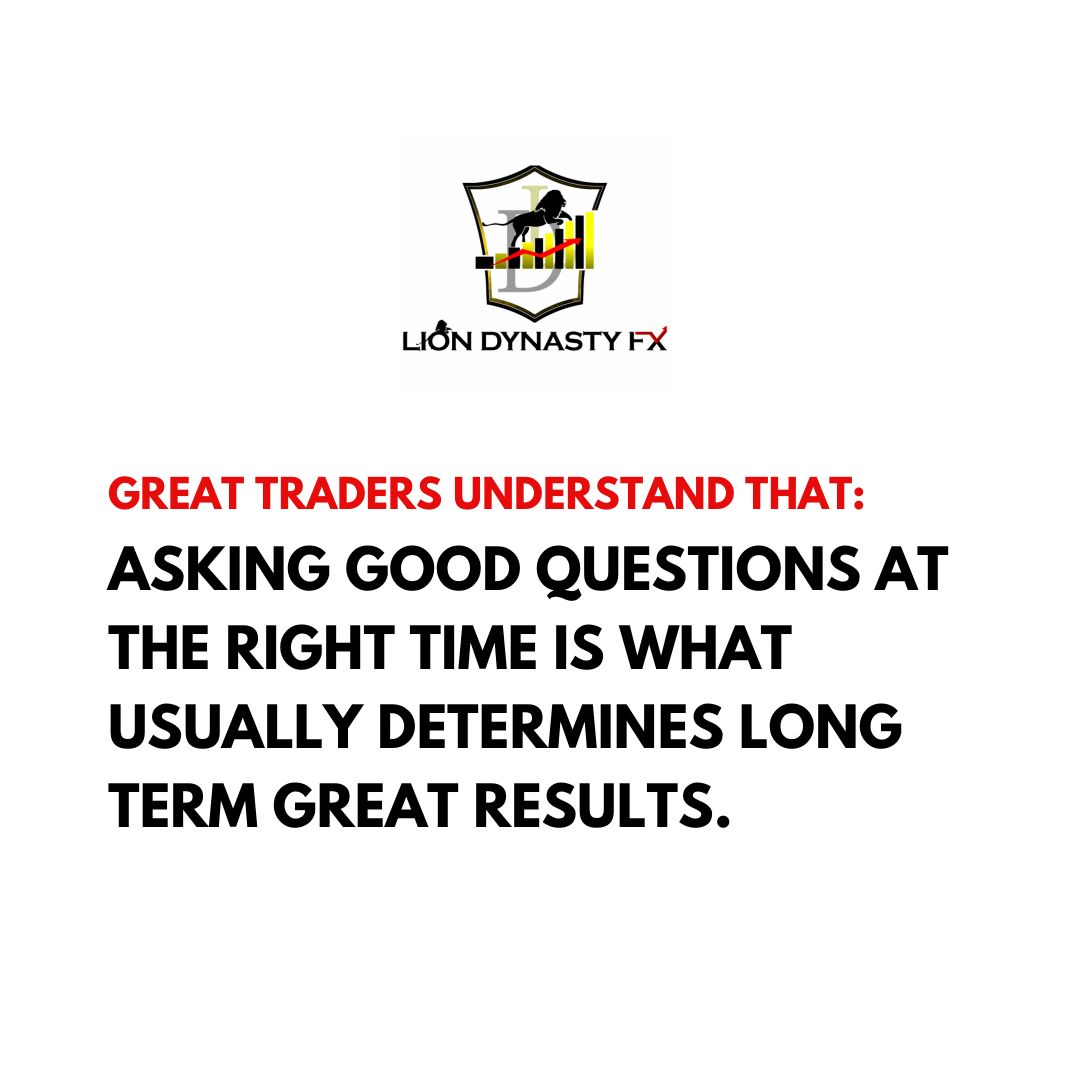 LD
LION DYNASTY FX
GREAT TRADERS UNDERSTAND THAT:
ASKING GOOD QUESTIONS AT
THE RIGHT TIME IS WHAT
USUALLY DETERMINES LONG
TERM GREAT RESULTS.